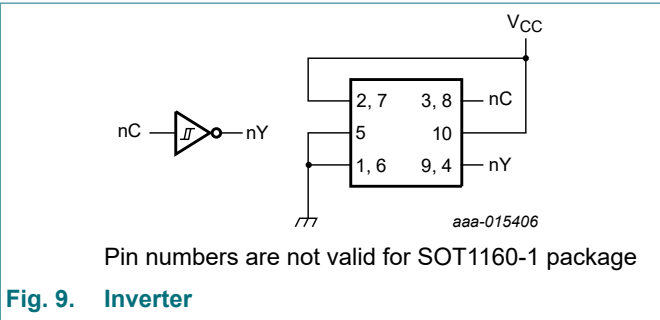 VCC
nC
nY
2, 7
3, 8
nC
5
10
1, 6
9, 4
nY
aaa-015406
Pin numbers are not valid for SOT1160-1 package
Fig. 9. Inverter